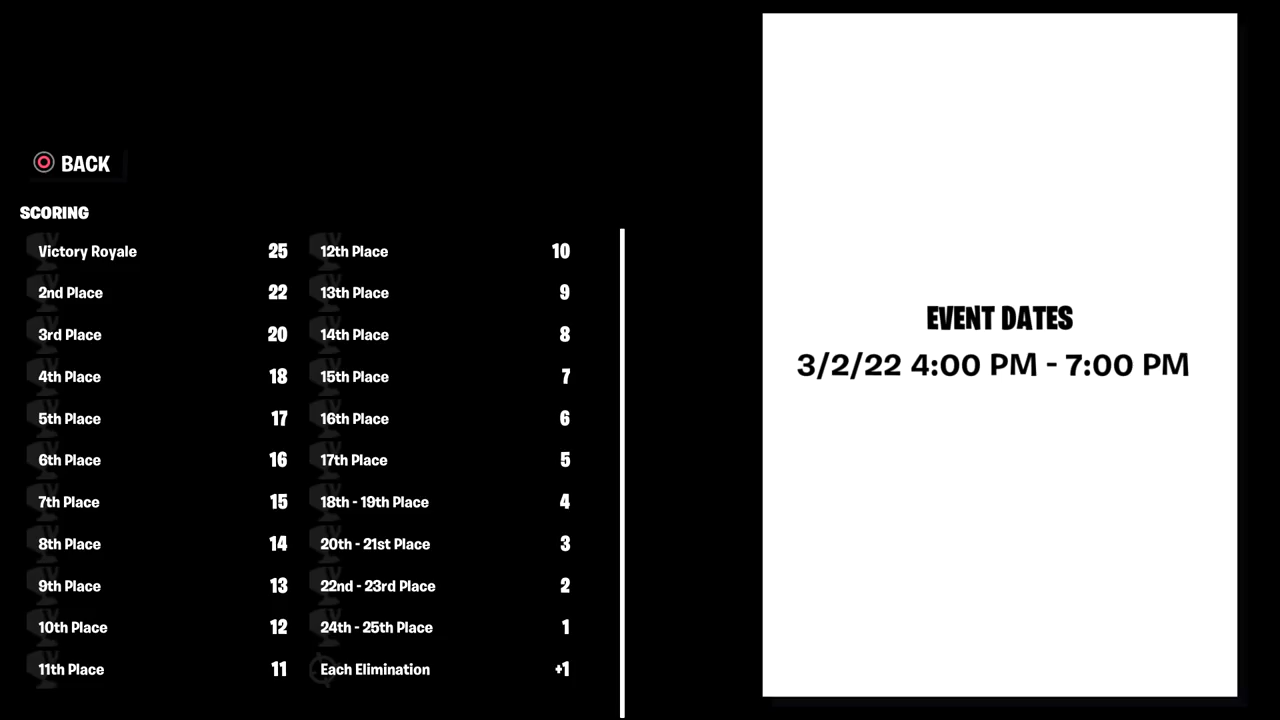 BACK
SCORING
Victory Royale 25
2nd Place 22
3rd Place 20
4th Place 18
5th Place 17
6th Place 16
7th Place 15
8th Place 14
9th Place 13
10th Place 12
11th Place 11
12th Place 10
13th Place 9
14th Place 8
15th Place 7
16th Place 6
17th Place 5
18th - 19th Place 4
20th - 21st Place 3
22nd - 23rd Place 2
24th - 25th Place 1
Each Elimination +1
EVENT DATES
3/2/22 4:00 PM - 7:00 PM